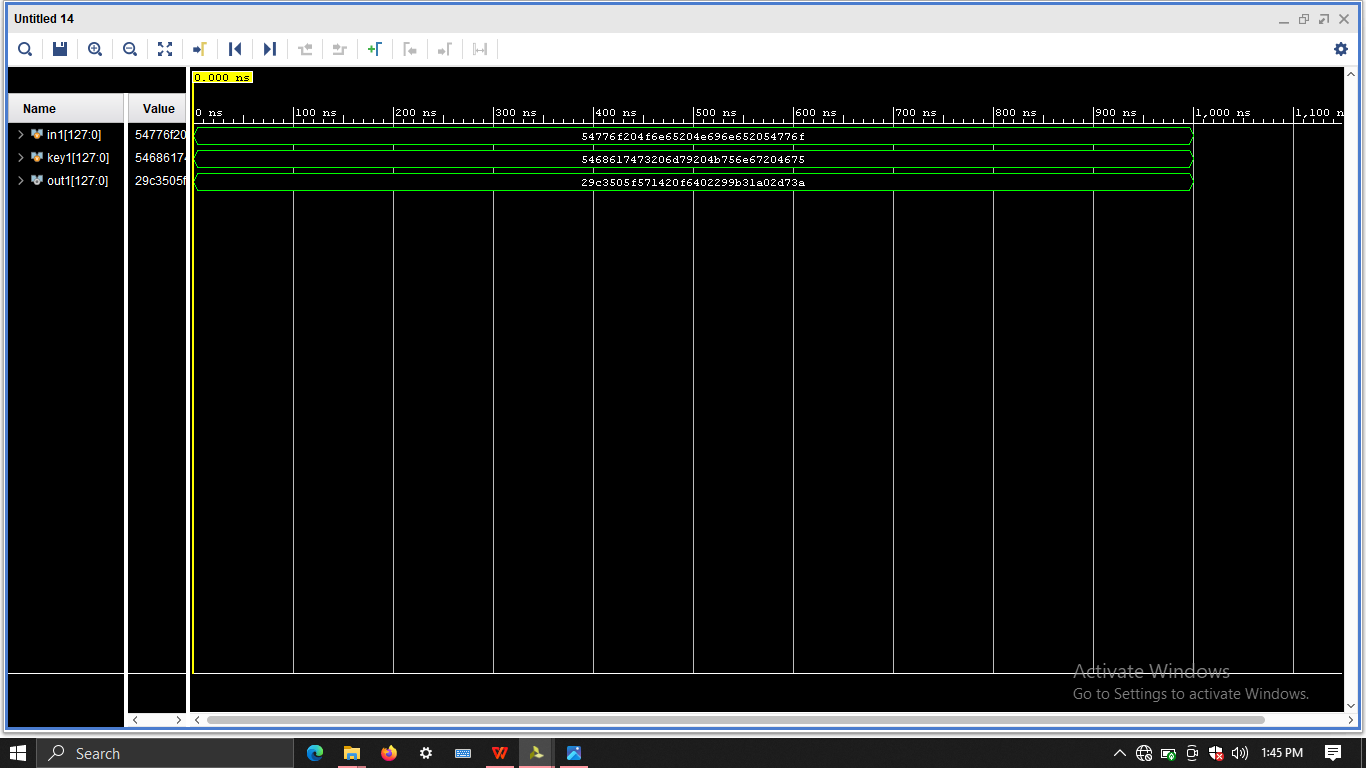 Untitled 14
0.000 ns
Name Value
0 ns 100 ns 200 ns 300 ns 400 ns 500 ns 600 ns 700 ns 800 ns 900 ns 1,000 ns 1,100 n
in1[127:0] 54776f20 54776f204f6e65204e696e652054776f
key1[127:0] 54686174 5468617473206d79204b756e67204675
out1[127:0] 29c3505f 29c3505f571420f6402299b31a02d73a
Activate Windows
Go to Settings to activate Windows.
Search
1:45 PM